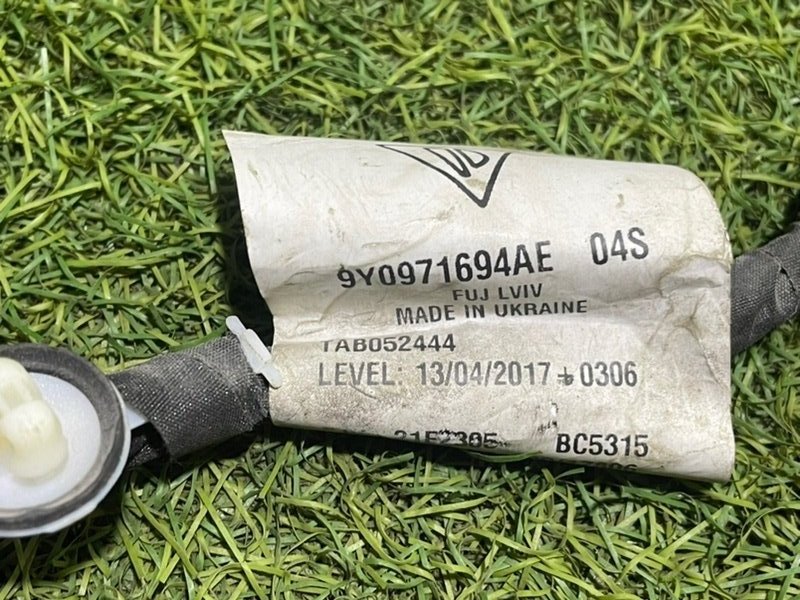 9Y0971694AE 04S
FUJ LVIV
MADE IN UKRAINE
TAB052444
LEVEL: 13/04/2017 + 0306
BC5315